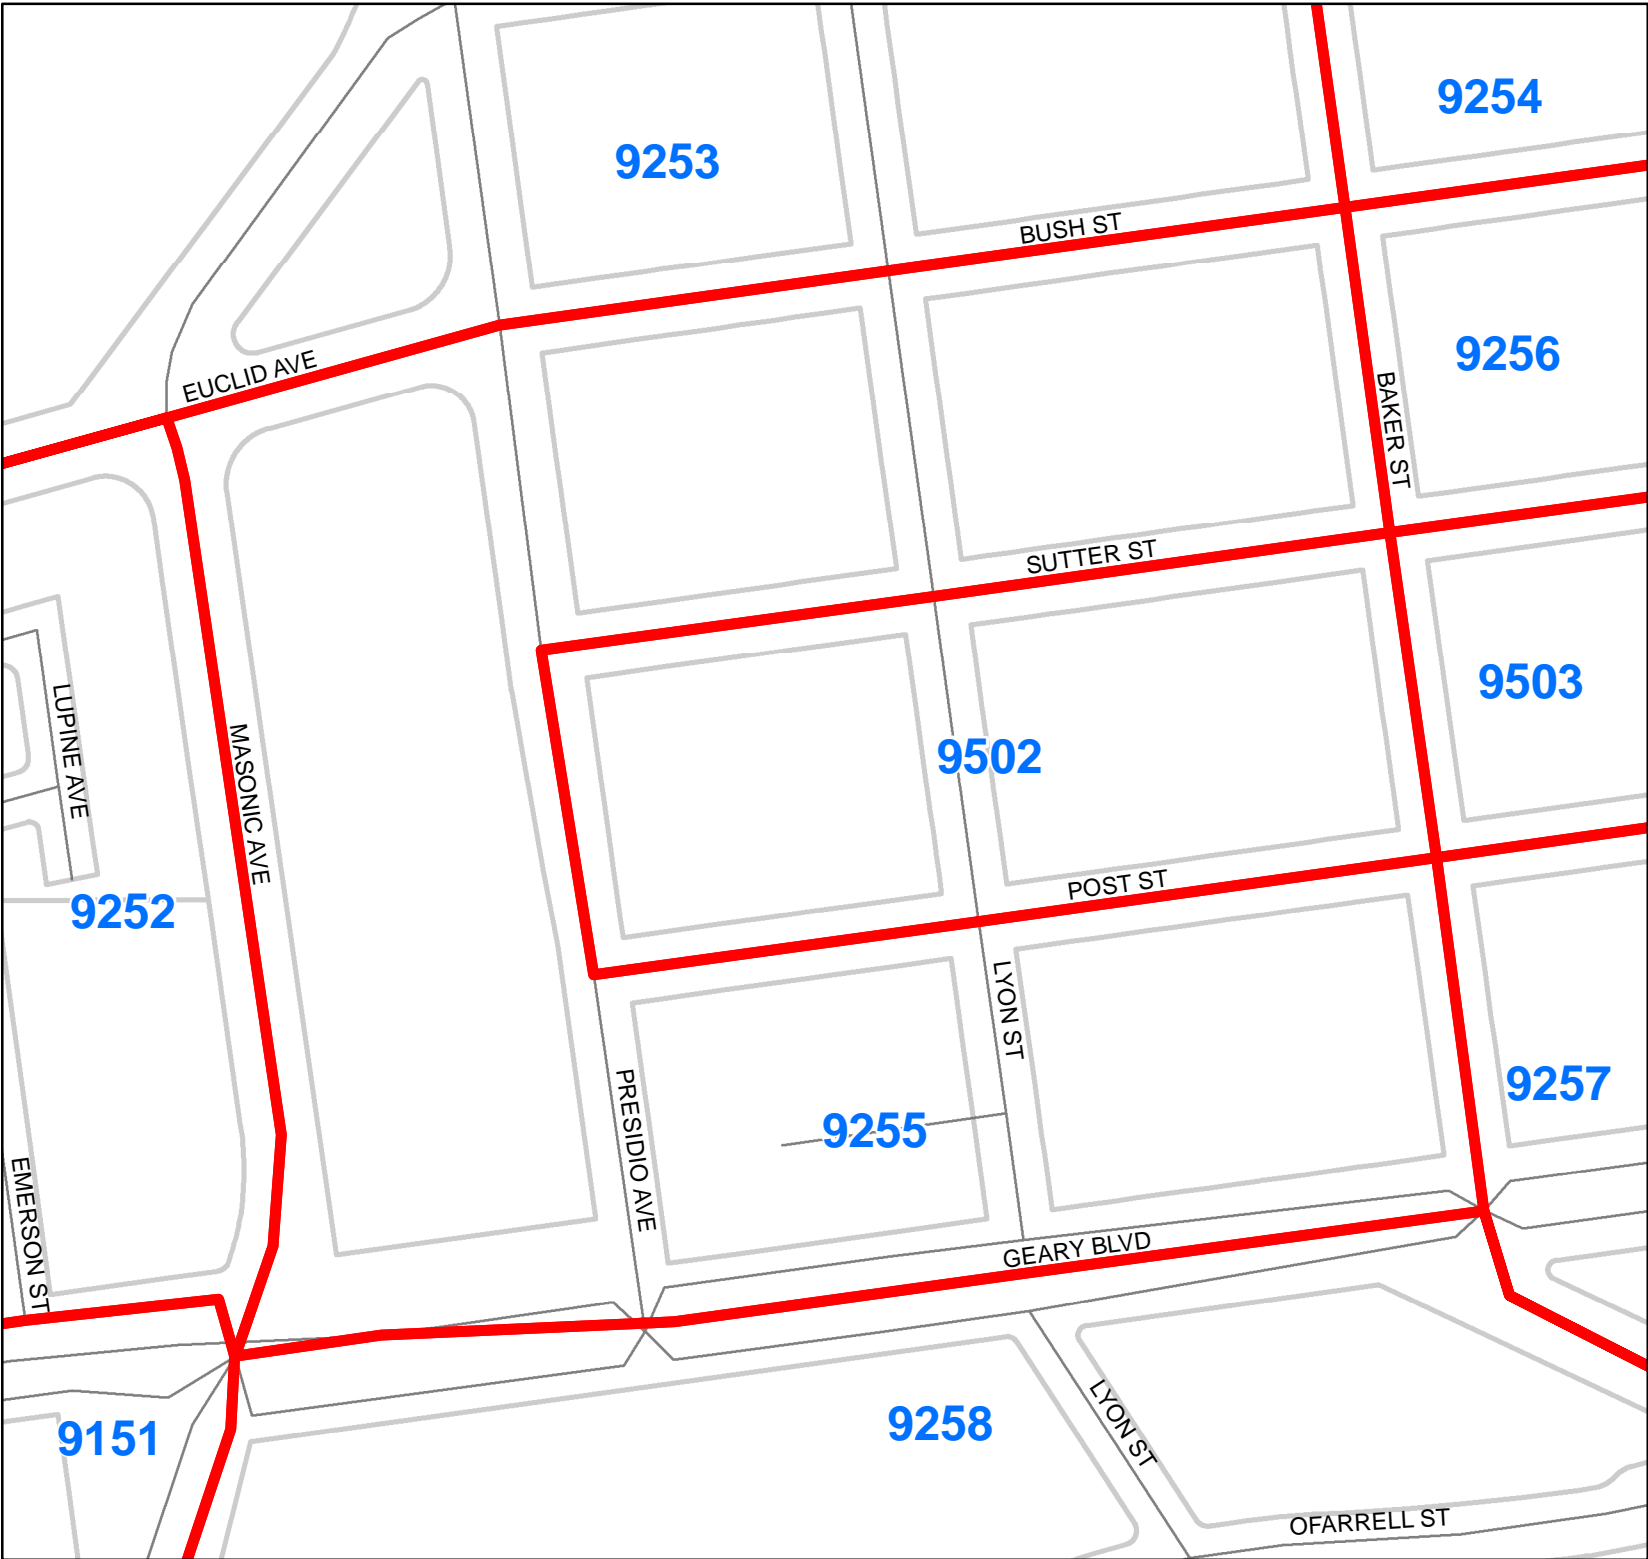 9254
9253
BUSH ST
EUCLID AVE
9256
BAKER ST
SUTTER ST
LUPINE AVE
MASONIC AVE
9503
9502
POST ST
9252
LYON ST
PRESIDIO AVE
9255
9257
EMERSON ST
GEARY BLVD
9151
9258
LYON ST
OFARRELL ST